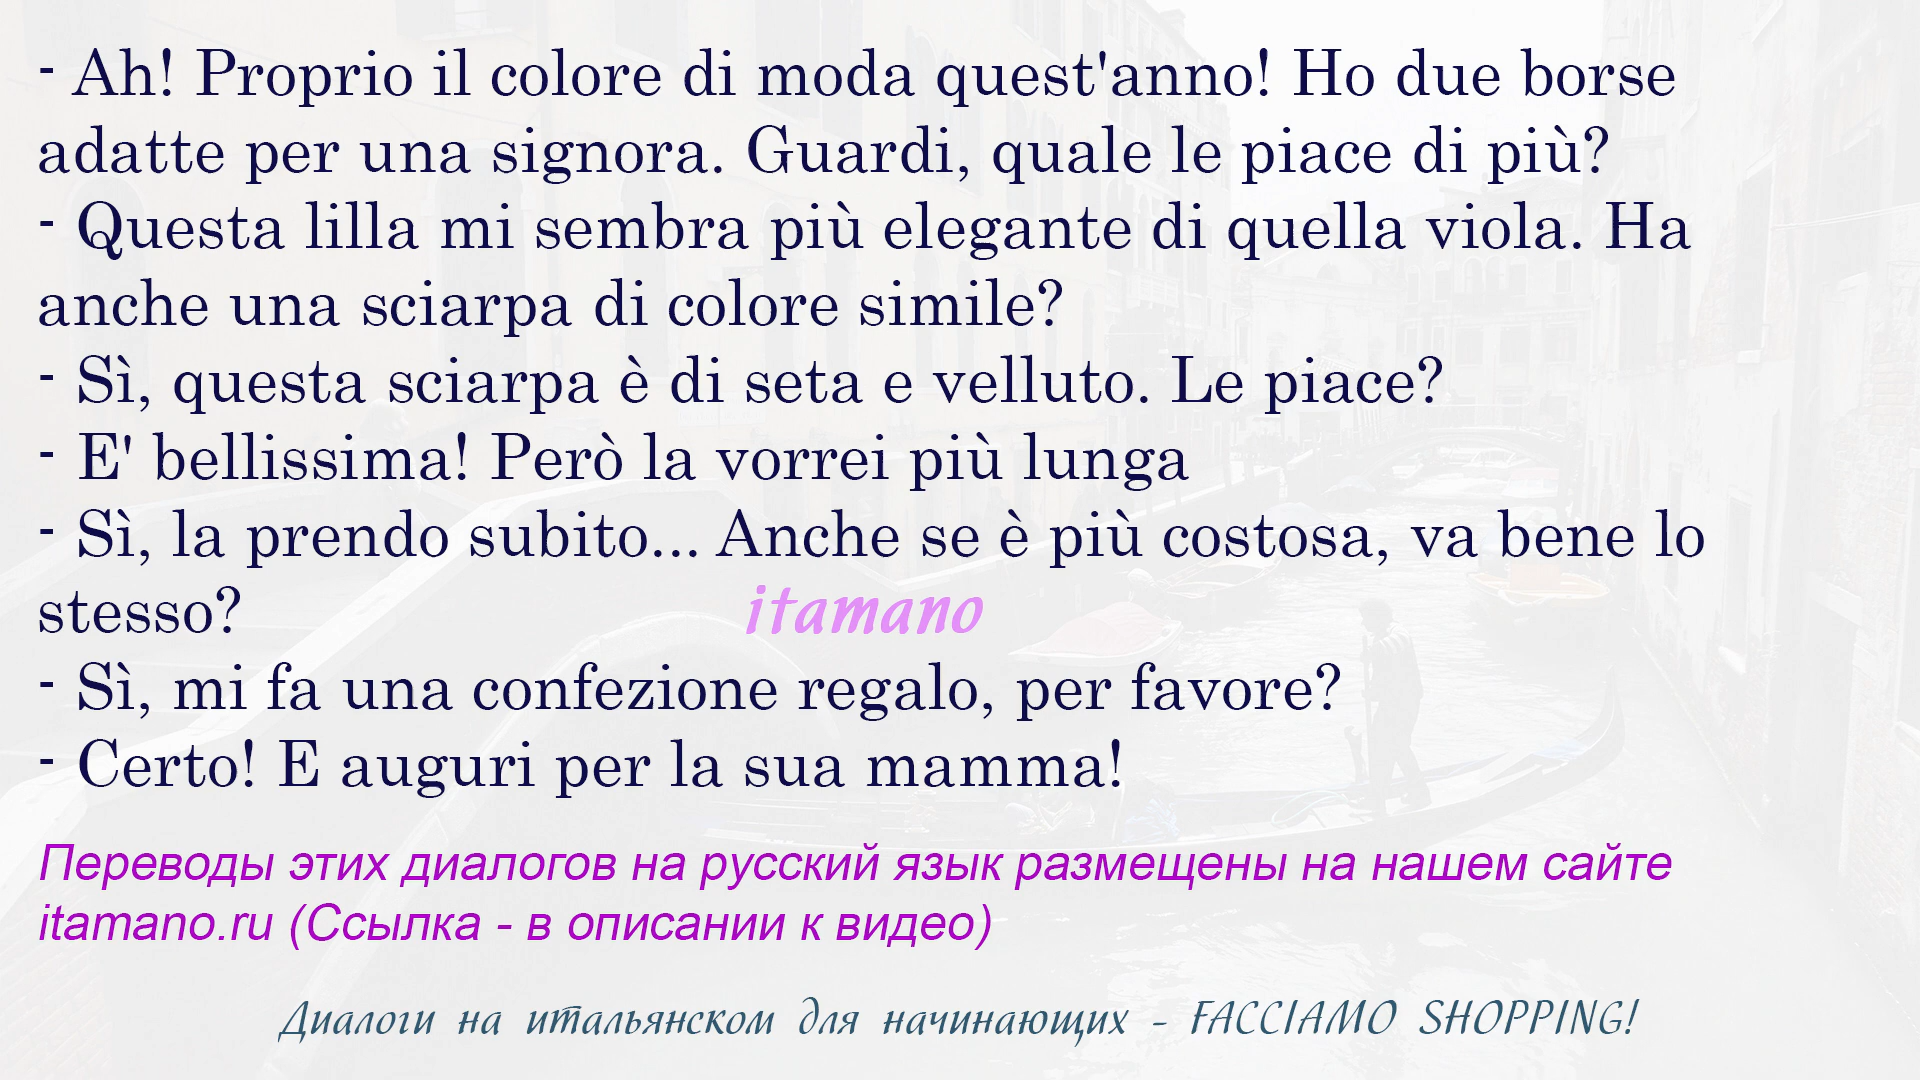 - Ah! Proprio il colore di moda quest'anno! Ho due borse
adatte per una signora. Guardi, quale le piace di più?
- Questa lilla mi sembra più elegante di quella viola. Ha
anche una sciarpa di colore simile?
- Sì, questa sciarpa è di seta e velluto. Le piace?
- E' bellissima! Però la vorrei più lunga
- Sì, la prendo subito... Anche se è più costosa, va bene lo
stesso?
itamano
- Sì, mi fa una confezione regalo, per favore?
- Certo! E auguri per la sua mamma!
Переводы этих диалогов на русский язык размещены на нашем сайте
itamano.ru (Ссылка - в описании к видео)
Диалоги на итальянском для начинающих - FACCIAMO SHOPPING!